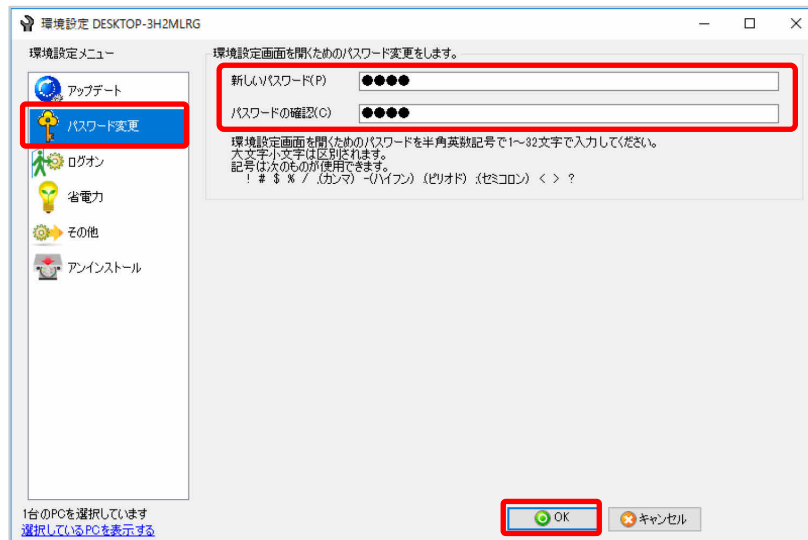 環境設定 DESKTOP-3H2MLRG
環境設定メニュー
アップデート
パスワード変更
ログオン
省電力
その他
アンインストール
1台のPCを選択しています
選択しているPCを表示する
環境設定画面を開くためのパスワード変更をします。
新しいパスワード(P) ●●●●
パスワードの確認(C) ●●●●
環境設定画面を開くためのパスワードを半角英数記号で1~32文字で入力してください。
大文字小文字は区別されます。
記号は次のものが使用できます。
! # $ % / ,(カンマ) -(ハイフン) .(ピリオド) ;(セミコロン) < > ?
OK
キャンセル